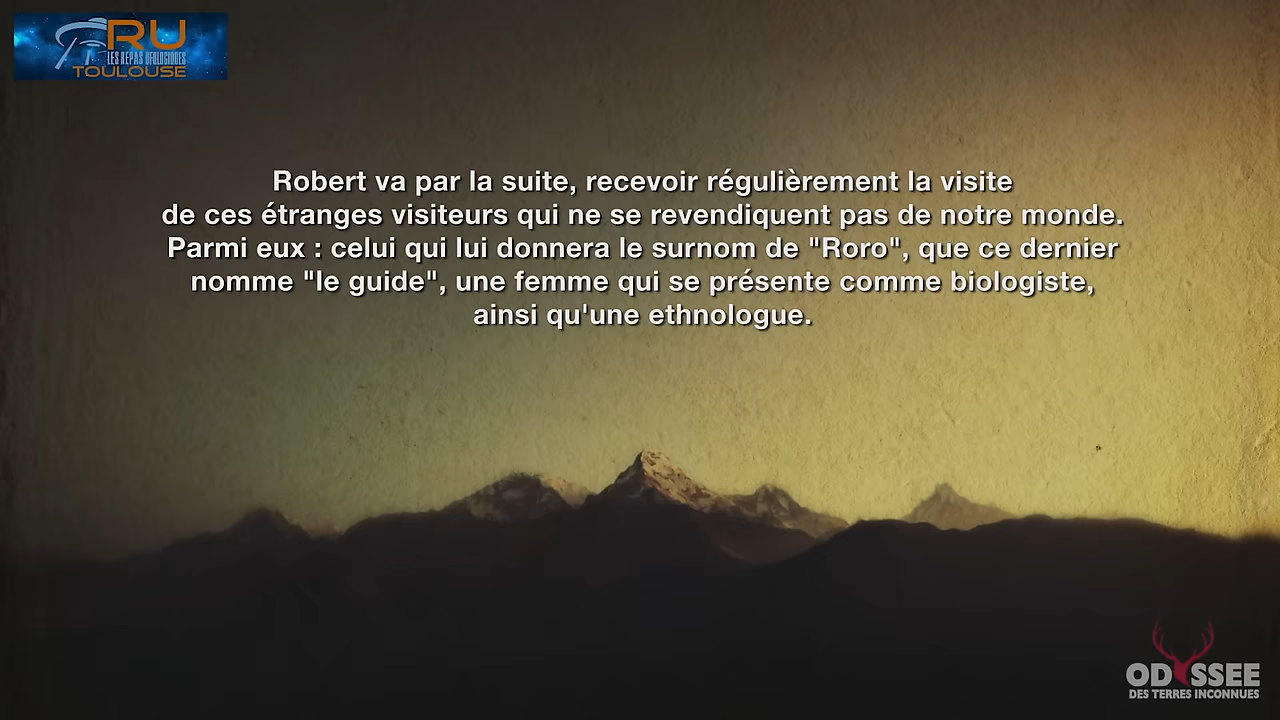 RU
LES REPAS UFOLOGIQUES
TOULOUSE
Robert va par la suite, recevoir régulièrement la visite
de ces étranges visiteurs qui ne se revendiquent pas de notre monde.
Parmi eux : celui qui lui donnera le surnom de "Roro", que ce dernier
nomme "le guide", une femme qui se présente comme biologiste,
ainsi qu'une ethnologue.
ODYSSEE
DES TERRES INCONNUES